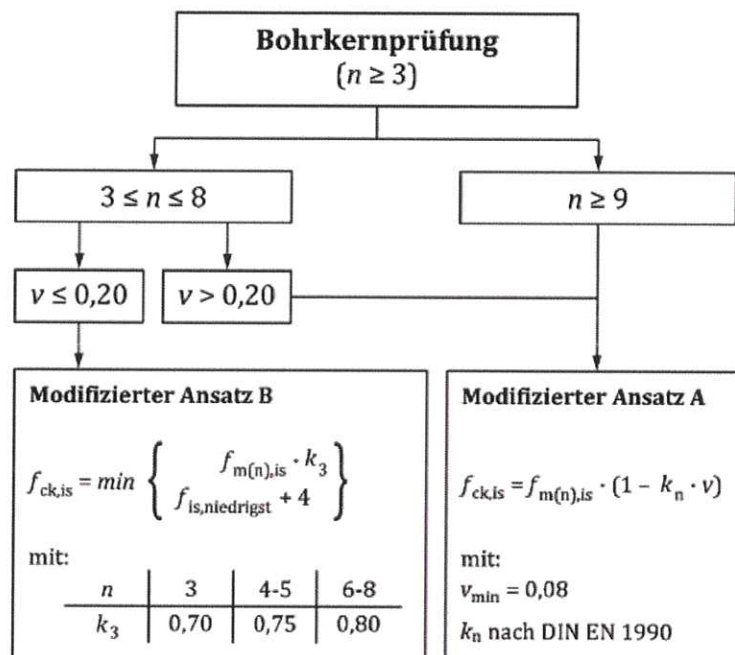 Bohrkernprüfung
(n ≥ 3)
3 ≤ n ≤ 8
n ≥ 9
v ≤ 0,20
v > 0,20
Modifizierter Ansatz B
f_ck,is = min { f_m(n),is · k_3
f_is,niedrigst + 4 }
mit:
n | 3 | 4-5 | 6-8
k_3 | 0,70 | 0,75 | 0,80
Modifizierter Ansatz A
f_ck,is = f_m(n),is · (1 − k_n · v)
mit:
v_min = 0,08
k_n nach DIN EN 1990